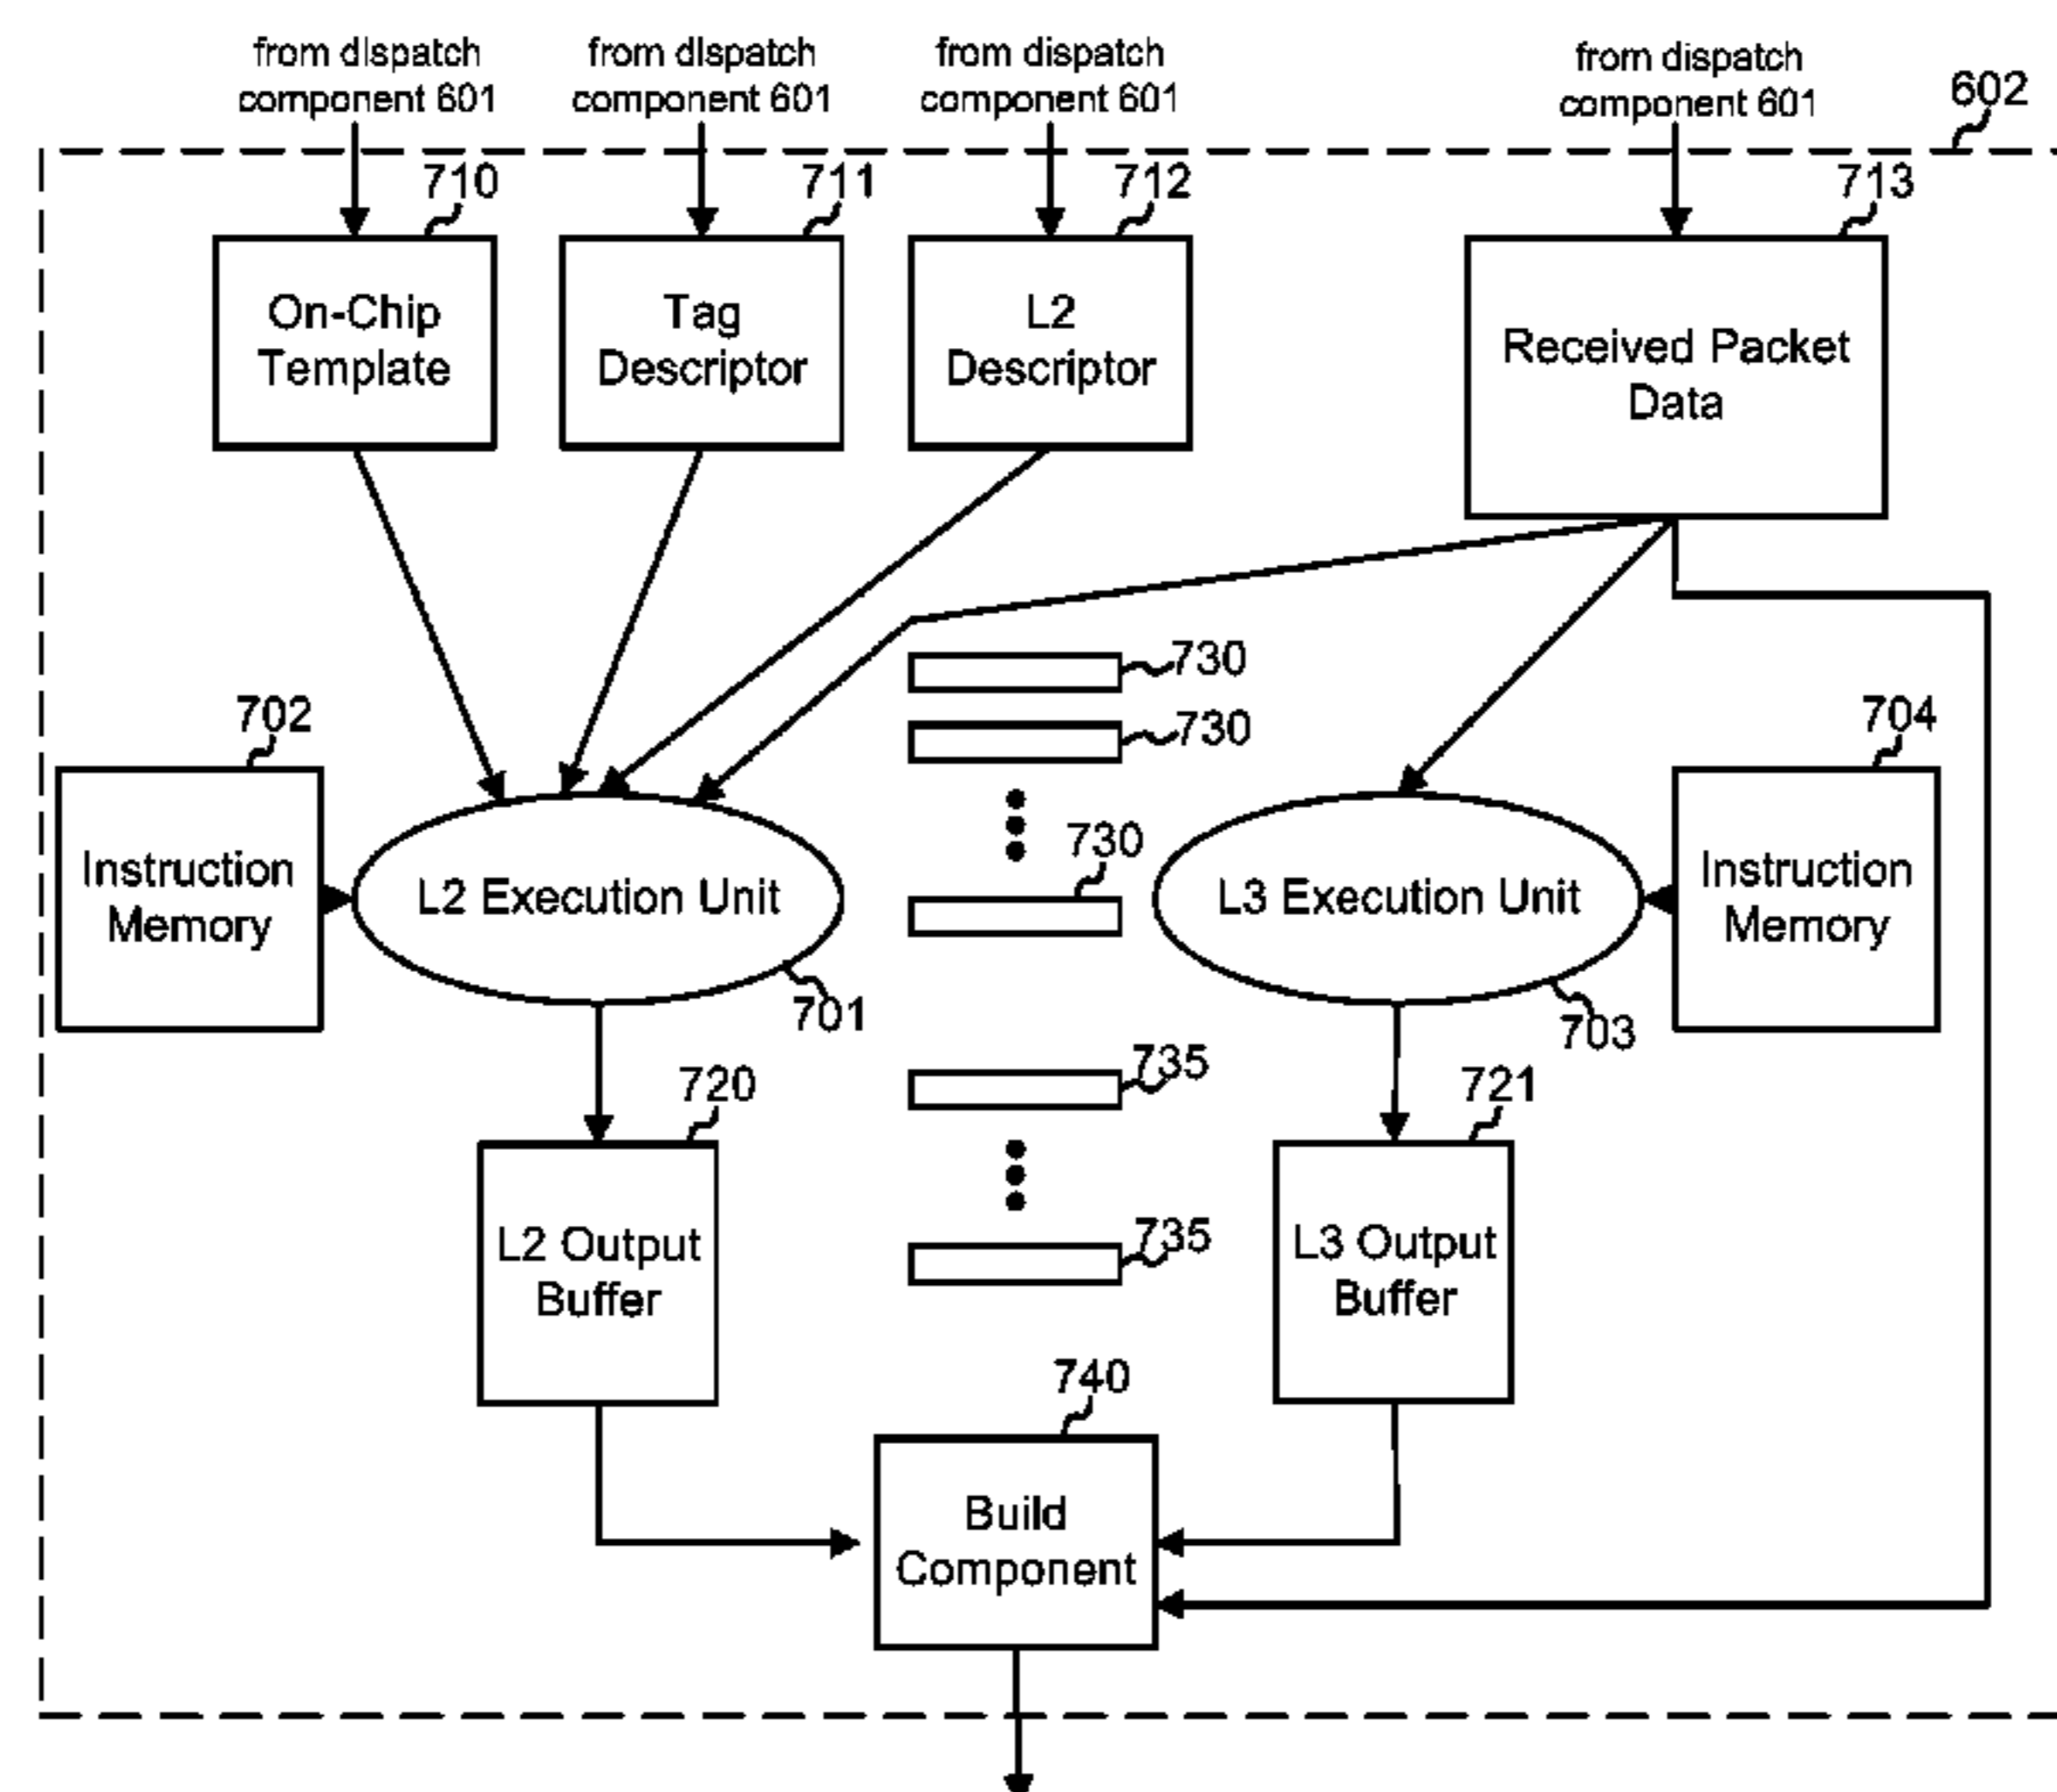 from dispatch
component 601
from dispatch
component 601
from dispatch
component 601
from dispatch
component 601
602
710
711
712
713
On-Chip
Template
Tag
Descriptor
L2
Descriptor
Received Packet
Data
730
730
702
704
730
Instruction
Memory
L2 Execution Unit
L3 Execution Unit
Instruction
Memory
701
703
735
720
721
735
L2 Output
Buffer
L3 Output
Buffer
740
Build
Component